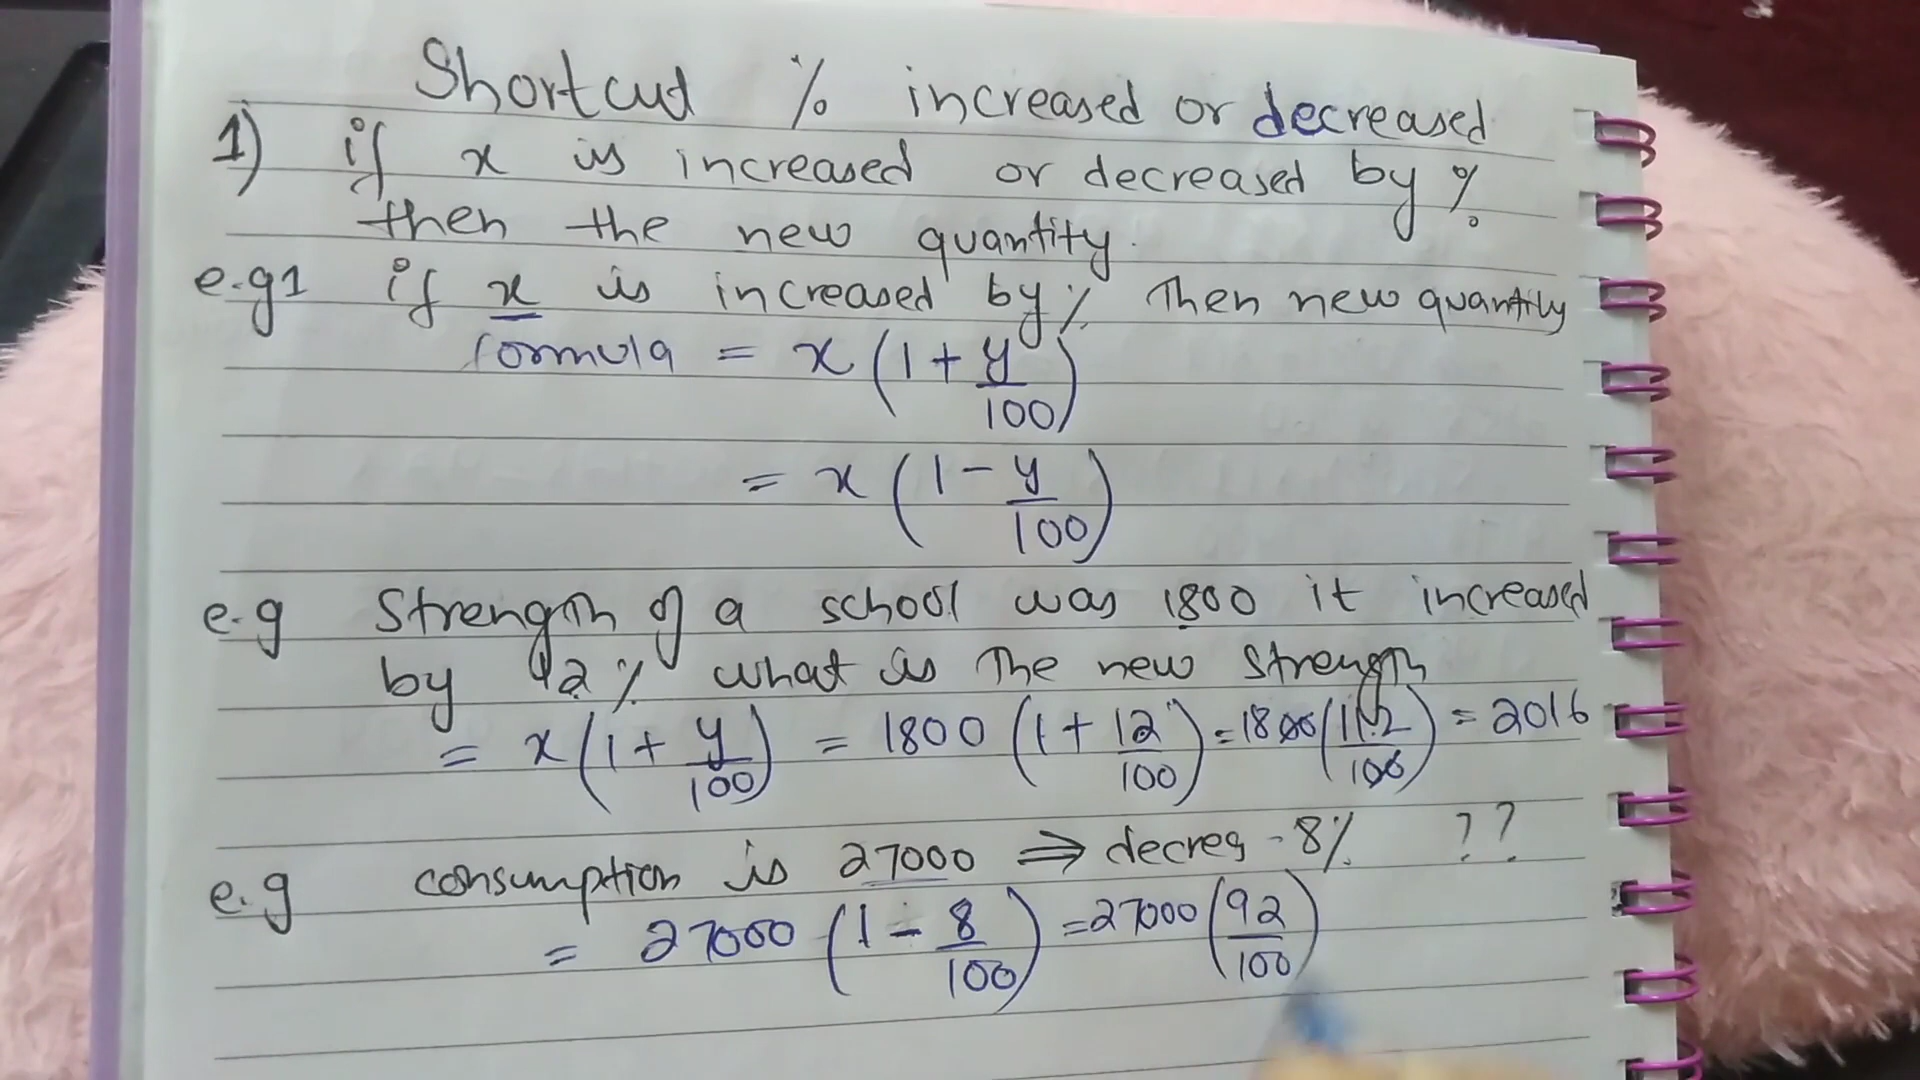 Shortcut % increased or decreased
1) if x is increased or decreased by %
then the new quantity.
e.g1 if x is increased by % Then new quantity
formula = x (1 + y/100)
= x (1 - y/100)
e.g Strength of a school was 1800 it increased
by 12 % what is The new Strength
= x (1 + y/100) = 1800 (1 + 12/100) = 1800 (112/100) = 2016
e.g consumption is 27000 ⇒ decres - 8% ??
= 27000 (1 - 8/100) = 27000 (92/100)